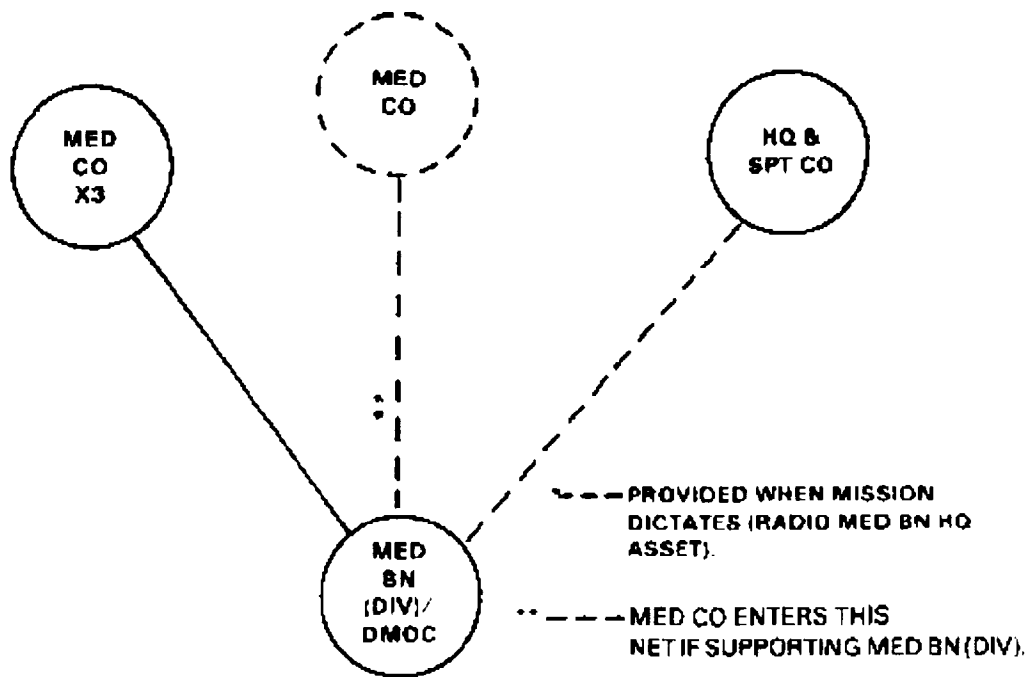 MED
CO
MED
CO
X3
HQ &
SPT CO
**
MED
BN
(DIV)/
DMOC
* PROVIDED WHEN MISSION
DICTATES (RADIO MED BN HQ
ASSET).
** MED CO ENTERS THIS
NET IF SUPPORTING MED BN (DIV).